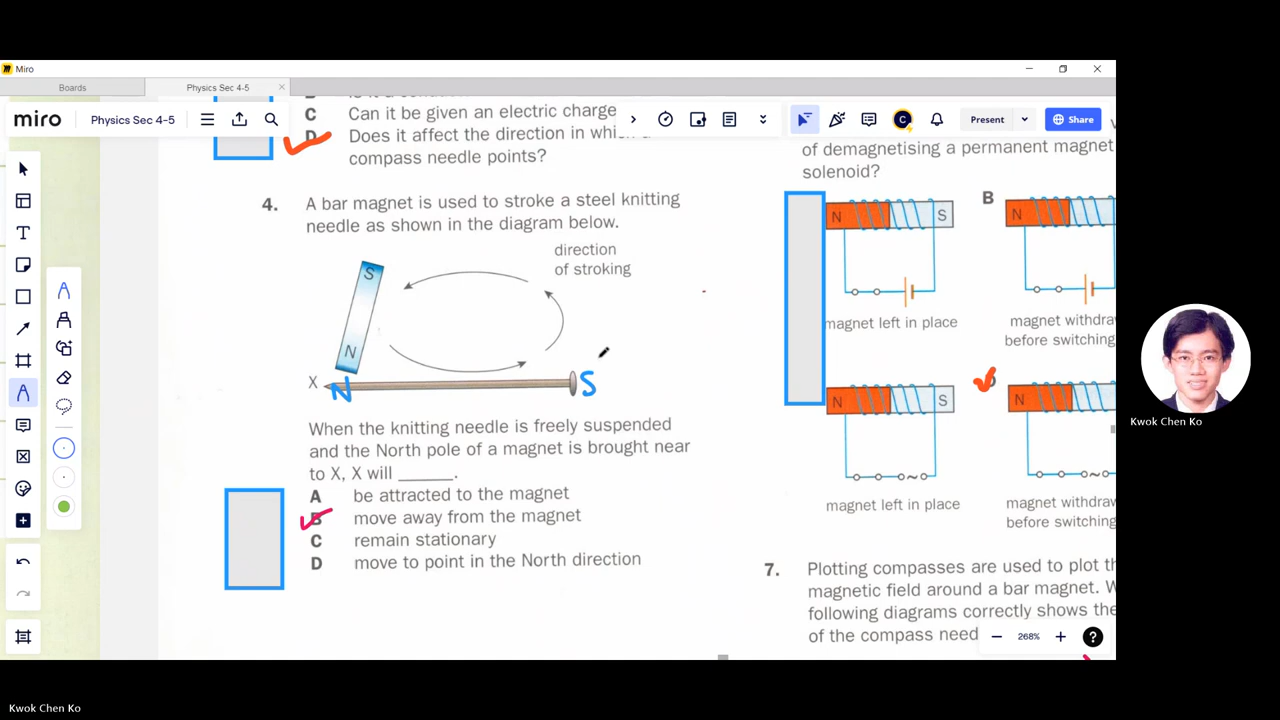 Miro
Boards
Physics Sec 4-5
miro
Physics Sec 4-5
Present
Share
C
C Can it be given an electric charge
D Does it affect the direction in which a
compass needle points?
4. A bar magnet is used to stroke a steel knitting
needle as shown in the diagram below.
direction
of stroking
S
N
X
N
S
When the knitting needle is freely suspended
and the North pole of a magnet is brought near
to X, X will ______.
A be attracted to the magnet
B move away from the magnet
C remain stationary
D move to point in the North direction
of demagnetising a permanent magnet
solenoid?
N S
B
N
magnet left in place
magnet withdra
before switching
N S
D
N
magnet left in place
magnet withdra
before switching
7. Plotting compasses are used to plot th
magnetic field around a bar magnet. W
following diagrams correctly shows the
of the compass need
268%
?
Kwok Chen Ko
Kwok Chen Ko